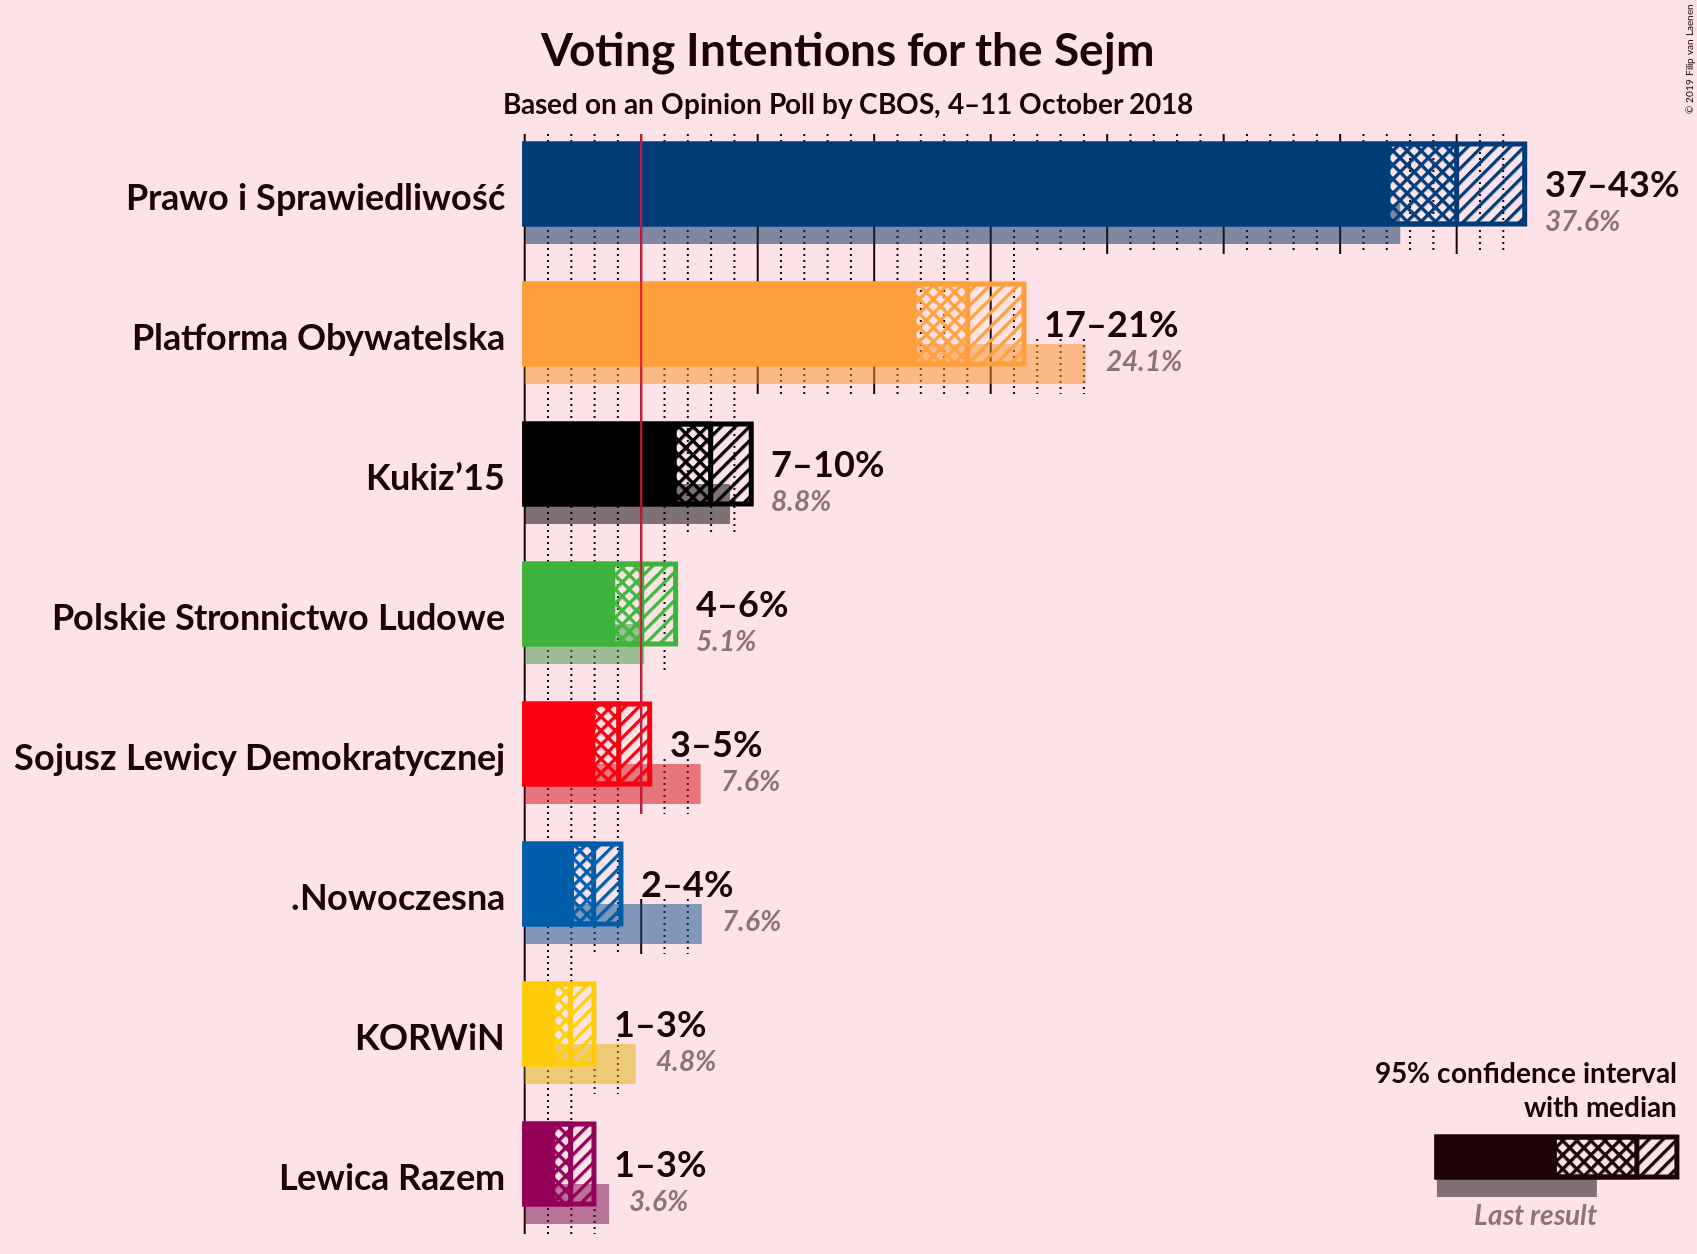 Voting Intentions for the Sejm
Based on an Opinion Poll by CBOS, 4–11 October 2018
© 2019 Filip van Laenen
Prawo i Sprawiedliwość
37–43%
37.6%
Platforma Obywatelska
17–21%
24.1%
Kukiz’15
7–10%
8.8%
Polskie Stronnictwo Ludowe
4–6%
5.1%
Sojusz Lewicy Demokratycznej
3–5%
7.6%
.Nowoczesna
2–4%
7.6%
KORWiN
1–3%
4.8%
Lewica Razem
1–3%
3.6%
95% confidence interval
with median
Last result